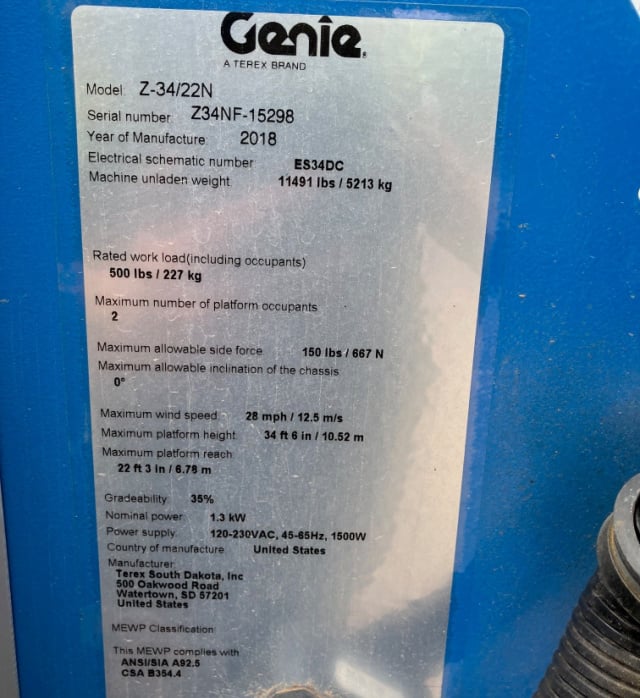 Genie
A TEREX BRAND
Model Z-34/22N
Serial number Z34NF-15298
Year of Manufacture 2018
Electrical schematic number ES34DC
Machine unladen weight 11491 lbs / 5213 kg
Rated work load(including occupants)
500 lbs / 227 kg
Maximum number of platform occupants
2
Maximum allowable side force 150 lbs / 667 N
Maximum allowable inclination of the chassis
0°
Maximum wind speed 28 mph / 12.5 m/s
Maximum platform height 34 ft 6 in / 10.52 m
Maximum platform reach
22 ft 3 in / 6.78 m
Gradeability 35%
Nominal power 1.3 kW
Power supply 120-230VAC, 45-65Hz, 1500W
Country of manufacture United States
Manufacturer
Terex South Dakota, Inc
500 Oakwood Road
Watertown, SD 57201
United States
MEWP Classification
This MEWP complies with
ANSI/SIA A92.5
CSA B354.4